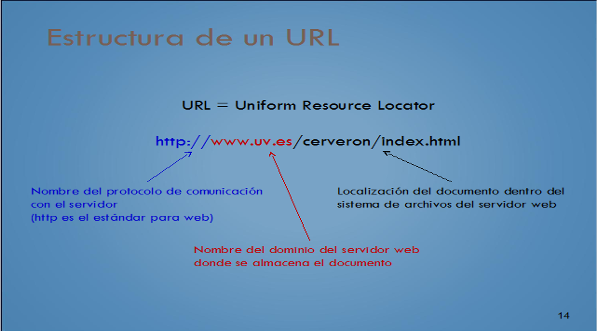 Estructura de un URL
URL = Uniform Resource Locator
http://www.uv.es/cerveron/index.html
Nombre del protocolo de comunicación
con el servidor
(http es el estándar para web)
Localización del documento dentro del
sistema de archivos del servidor web
Nombre del dominio del servidor web
donde se almacena el documento
14